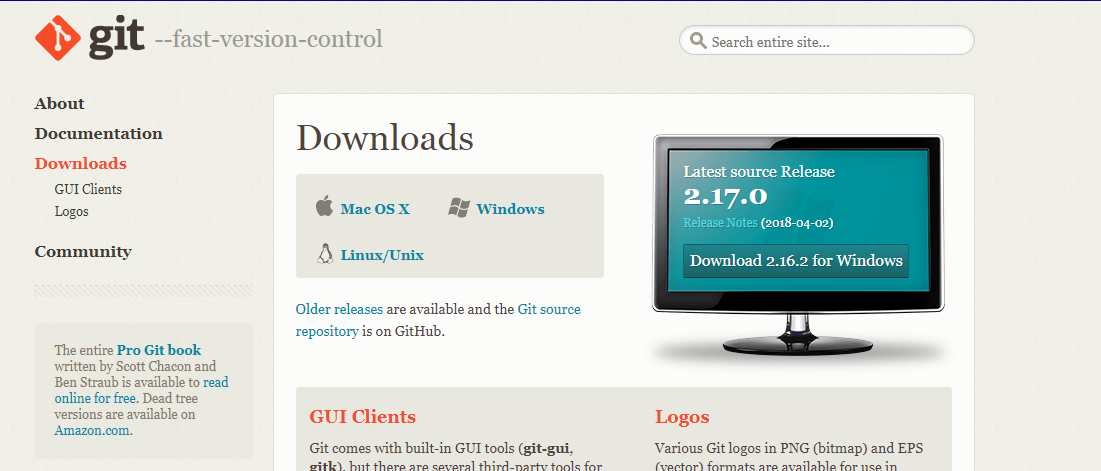 git --fast-version-control
Search entire site...
About
Documentation
Downloads
GUI Clients
Logos
Community
The entire Pro Git book
written by Scott Chacon and
Ben Straub is available to read
online for free. Dead tree
versions are available on
Amazon.com.
Downloads
Mac OS X
Windows
Linux/Unix
Older releases are available and the Git source
repository is on GitHub.
Latest source Release
2.17.0
Release Notes (2018-04-02)
Download 2.16.2 for Windows
GUI Clients
Git comes with built-in GUI tools (git-gui,
gitk), but there are several third-party tools for
Logos
Various Git logos in PNG (bitmap) and EPS
(vector) formats are available for use in